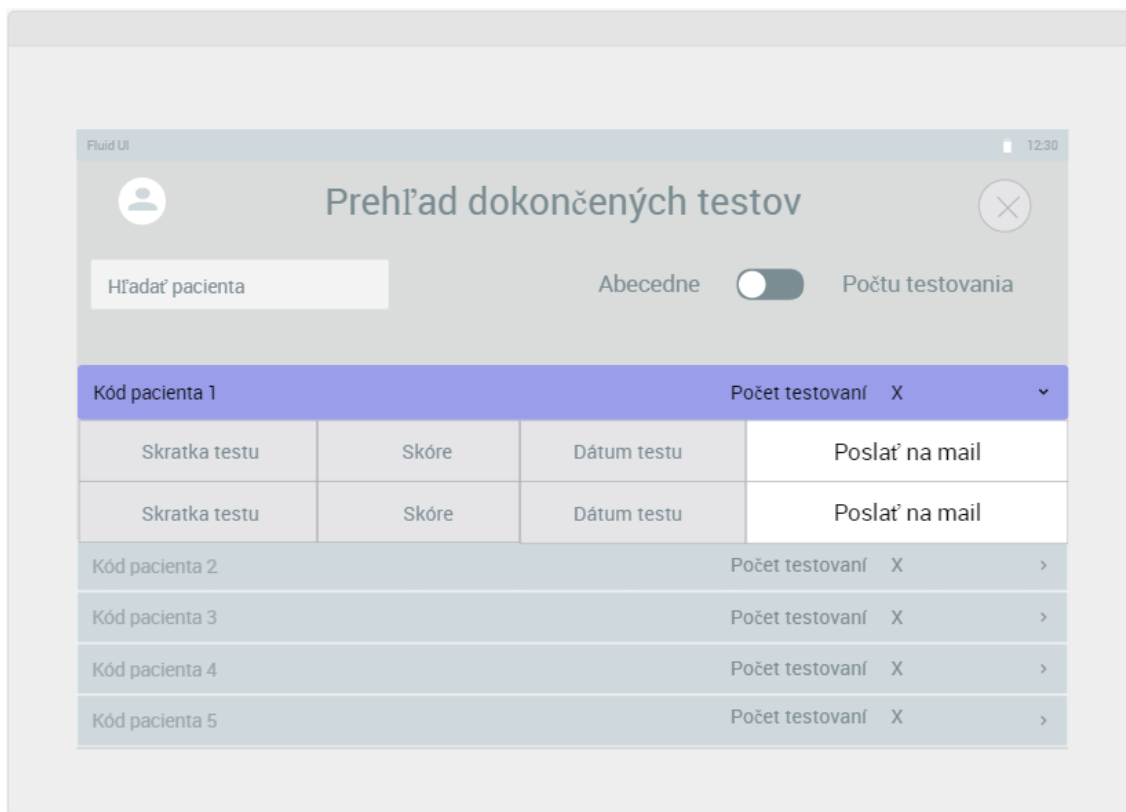 Fluid UI 12:30
Prehľad dokončených testov
Hľadať pacienta Abecedne Počtu testovania
Kód pacienta 1 Počet testovaní X
Skratka testu Skóre Dátum testu Poslať na mail
Skratka testu Skóre Dátum testu Poslať na mail
Kód pacienta 2 Počet testovaní X
Kód pacienta 3 Počet testovaní X
Kód pacienta 4 Počet testovaní X
Kód pacienta 5 Počet testovaní X